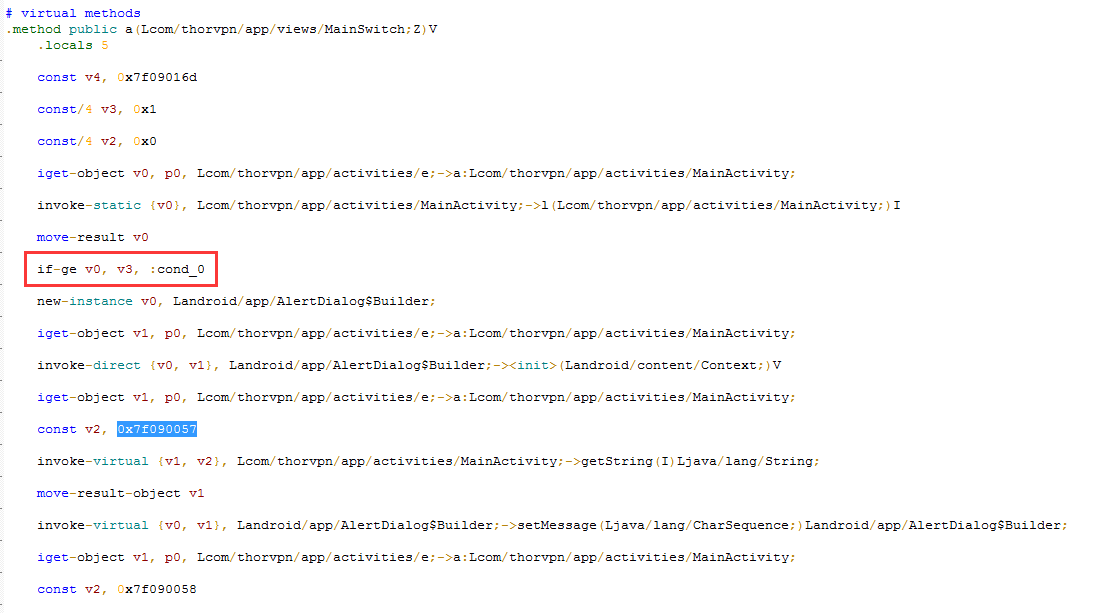 # virtual methods
.method public a(Lcom/thorvpn/app/views/MainSwitch;Z)V
.locals 5
const v4, 0x7f09016d
const/4 v3, 0x1
const/4 v2, 0x0
iget-object v0, p0, Lcom/thorvpn/app/activities/e;->a:Lcom/thorvpn/app/activities/MainActivity;
invoke-static {v0}, Lcom/thorvpn/app/activities/MainActivity;->l(Lcom/thorvpn/app/activities/MainActivity;)I
move-result v0
if-ge v0, v3, :cond_0
new-instance v0, Landroid/app/AlertDialog$Builder;
iget-object v1, p0, Lcom/thorvpn/app/activities/e;->a:Lcom/thorvpn/app/activities/MainActivity;
invoke-direct {v0, v1}, Landroid/app/AlertDialog$Builder;-><init>(Landroid/content/Context;)V
iget-object v1, p0, Lcom/thorvpn/app/activities/e;->a:Lcom/thorvpn/app/activities/MainActivity;
const v2, 0x7f090057
invoke-virtual {v1, v2}, Lcom/thorvpn/app/activities/MainActivity;->getString(I)Ljava/lang/String;
move-result-object v1
invoke-virtual {v0, v1}, Landroid/app/AlertDialog$Builder;->setMessage(Ljava/lang/CharSequence;)Landroid/app/AlertDialog$Builder;
iget-object v1, p0, Lcom/thorvpn/app/activities/e;->a:Lcom/thorvpn/app/activities/MainActivity;
const v2, 0x7f090058